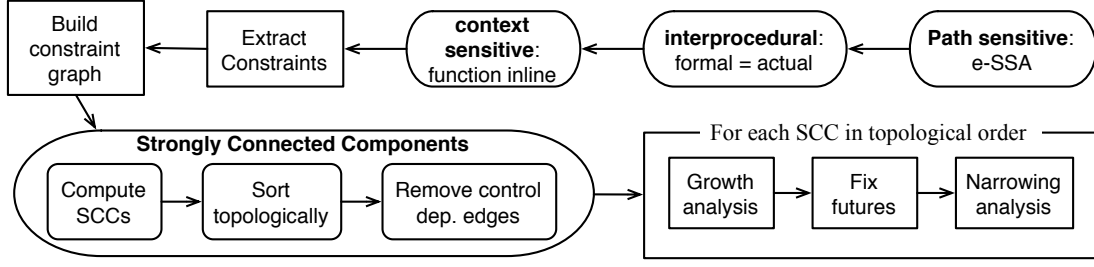 Build
constraint
graph
Extract
Constraints
context
sensitive:
function inline
interprocedural:
formal = actual
Path sensitive:
e-SSA
Strongly Connected Components
Compute
SCCs
Sort
topologically
Remove control
dep. edges
For each SCC in topological order
Growth
analysis
Fix
futures
Narrowing
analysis